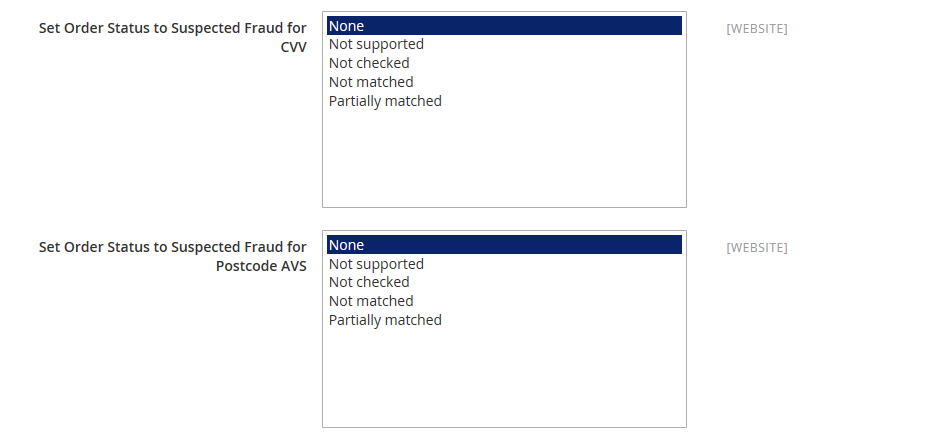 Set Order Status to Suspected Fraud for
CVV
None
Not supported
Not checked
Not matched
Partially matched
[WEBSITE]
Set Order Status to Suspected Fraud for
Postcode AVS
None
Not supported
Not checked
Not matched
Partially matched
[WEBSITE]